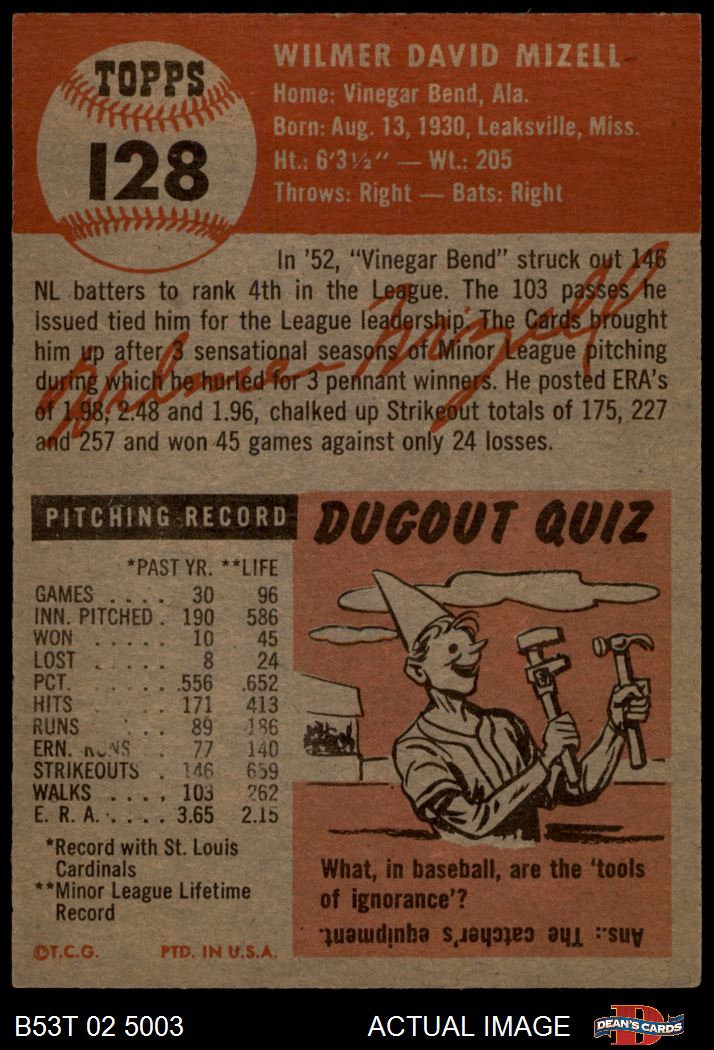 TOPPS
128
WILMER DAVID MIZELL
Home: Vinegar Bend, Ala.
Born: Aug. 13, 1930, Leaksville, Miss.
Ht.: 6'3½" — Wt.: 205
Throws: Right — Bats: Right
In '52, "Vinegar Bend" struck out 146
NL batters to rank 4th in the League. The 103 passes he
issued tied him for the League leadership. The Cards brought
him up after 3 sensational seasons of Minor League pitching
during which he hurled for 3 pennant winners. He posted ERA's
of 1.98, 2.48 and 1.96, chalked up Strikeout totals of 175, 227
and 257 and won 45 games against only 24 losses.
Wilmer Mizell
PITCHING RECORD
*PAST YR. **LIFE
GAMES . . . . 30 96
INN. PITCHED . 190 586
WON . . . . . 10 45
LOST . . . . . 8 24
PCT. . . . . . .556 .652
HITS . . . . . 171 413
RUNS . . . . 89 186
ERN. RUNS . 77 140
STRIKEOUTS . 146 659
WALKS . . . . 103 262
E. R. A. . . . . 3.65 2.15
*Record with St. Louis
Cardinals
**Minor League Lifetime
Record
©T.C.G. PTD. IN U.S.A.
DUGOUT QUIZ
What, in baseball, are the 'tools
of ignorance'?
Ans.: The catcher's equipment.
B53T 02 5003
ACTUAL IMAGE
DEAN'S CARDS